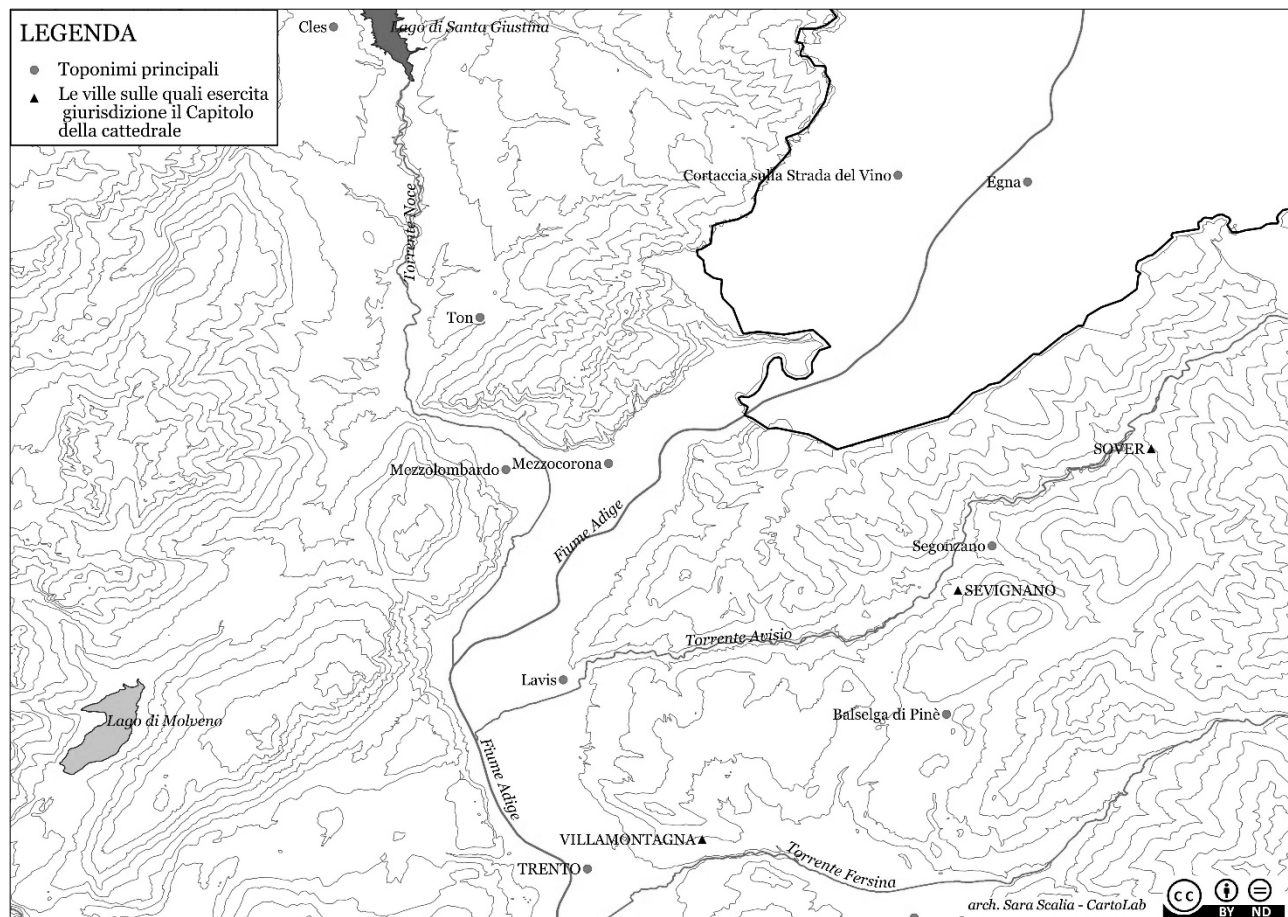 LEGENDA
Toponimi principali
Le ville sulle quali esercita
giurisdizione il Capitolo
della cattedrale
Cles
Lago di Santa Giustina
Torrente Noce
Cortaccia sulla Strada del Vino
Egna
Ton
Mezzolombardo
Mezzocorona
SOVER
Fiume Adige
Segonzano
SEVIGNANO
Torrente Avisio
Lavis
Lago di Molveno
Balselga di Pinè
Fiume Adige
VILLAMONTAGNA
TRENTO
Torrente Fersina
arch. Sara Scalia - CartoLab
cc
BY ND